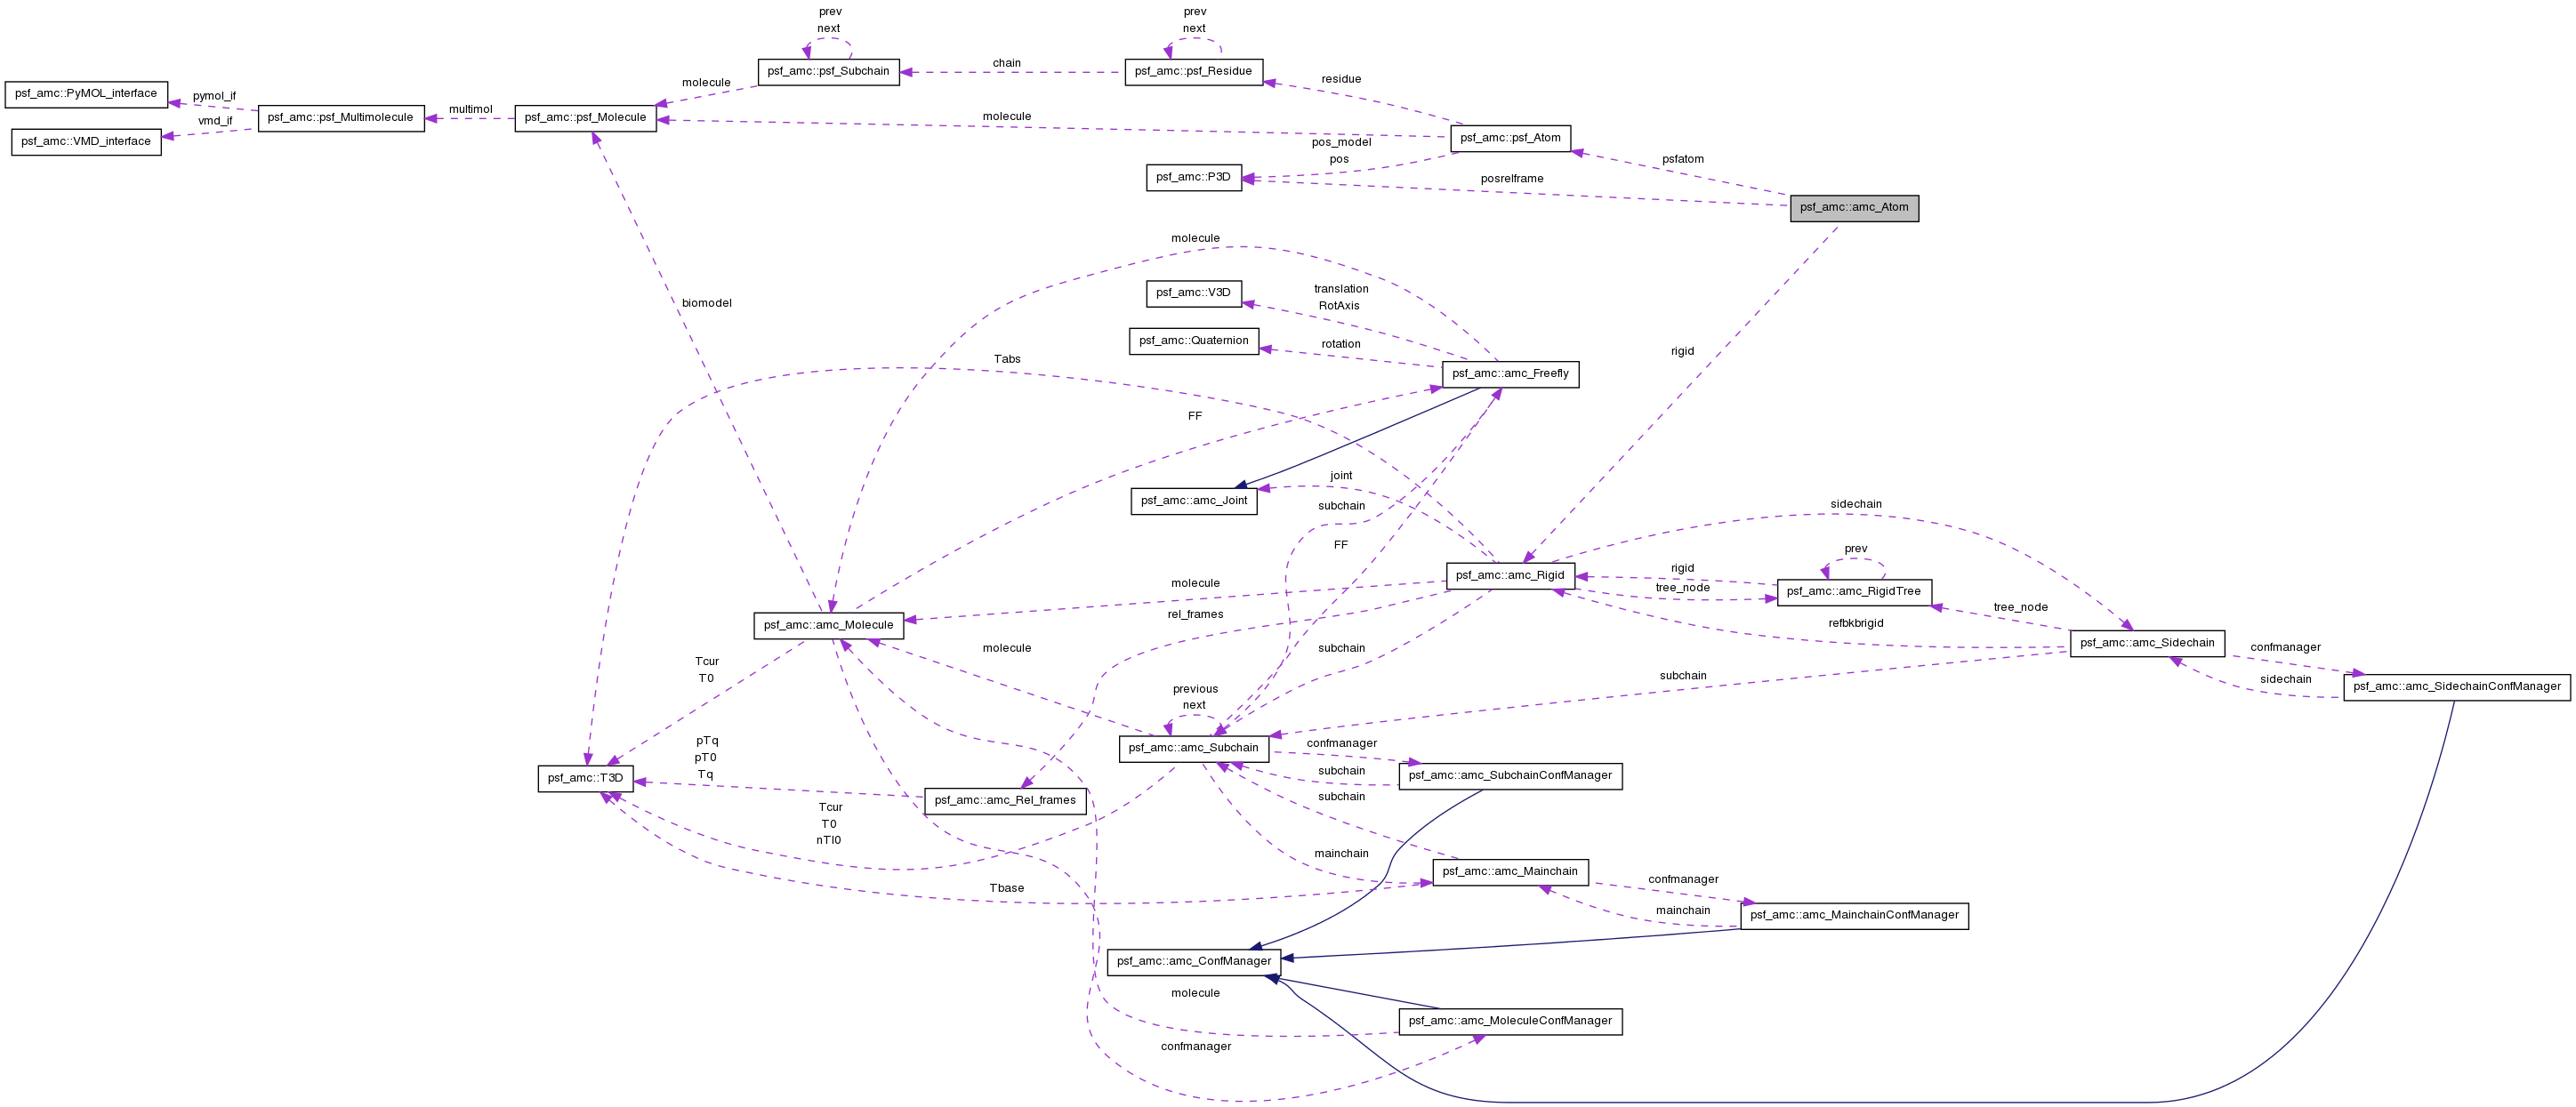 prev
next
prev
next
psf_amc::psf_Subchain
chain
psf_amc::psf_Residue
residue
molecule
psf_amc::PyMOL_interface
pymol_if
vmd_if
psf_amc::VMD_interface
psf_amc::psf_Multimolecule
multimol
psf_amc::psf_Molecule
molecule
psf_amc::psf_Atom
pos_model
pos
psf_amc::P3D
posrelframe
psfatom
psf_amc::amc_Atom
molecule
biomodel
psf_amc::V3D
translation
RotAxis
psf_amc::Quaternion
rotation
rigid
Tabs
psf_amc::amc_Freefly
FF
joint
psf_amc::amc_Joint
subchain
FF
sidechain
prev
psf_amc::amc_Rigid
rigid
tree_node
psf_amc::amc_RigidTree
molecule
rel_frames
tree_node
refbkbrigid
psf_amc::amc_Molecule
psf_amc::amc_Sidechain
molecule
subchain
confmanager
Tcur
T0
subchain
sidechain
psf_amc::amc_SidechainConfManager
previous
next
psf_amc::amc_Subchain
confmanager
pTq
pT0
Tq
psf_amc::T3D
subchain
psf_amc::amc_SubchainConfManager
psf_amc::amc_Rel_frames
subchain
Tcur
T0
nTl0
mainchain
psf_amc::amc_Mainchain
confmanager
Tbase
mainchain
psf_amc::amc_MainchainConfManager
psf_amc::amc_ConfManager
molecule
psf_amc::amc_MoleculeConfManager
confmanager